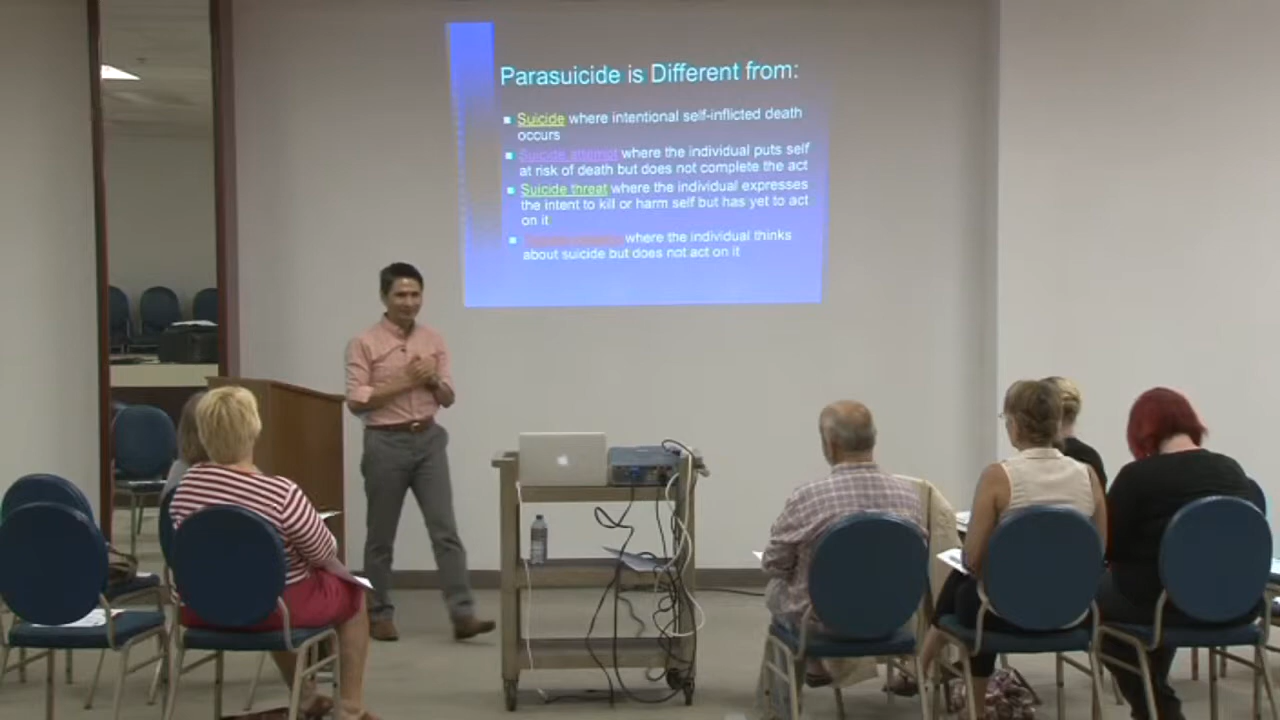 Parasuicide is Different from:
Suicide where intentional self-inflicted death
occurs
Suicide attempt where the individual puts self
at risk of death but does not complete the act
Suicide threat where the individual expresses
the intent to kill or harm self but has yet to act
on it
where the individual thinks
about suicide but does not act on it